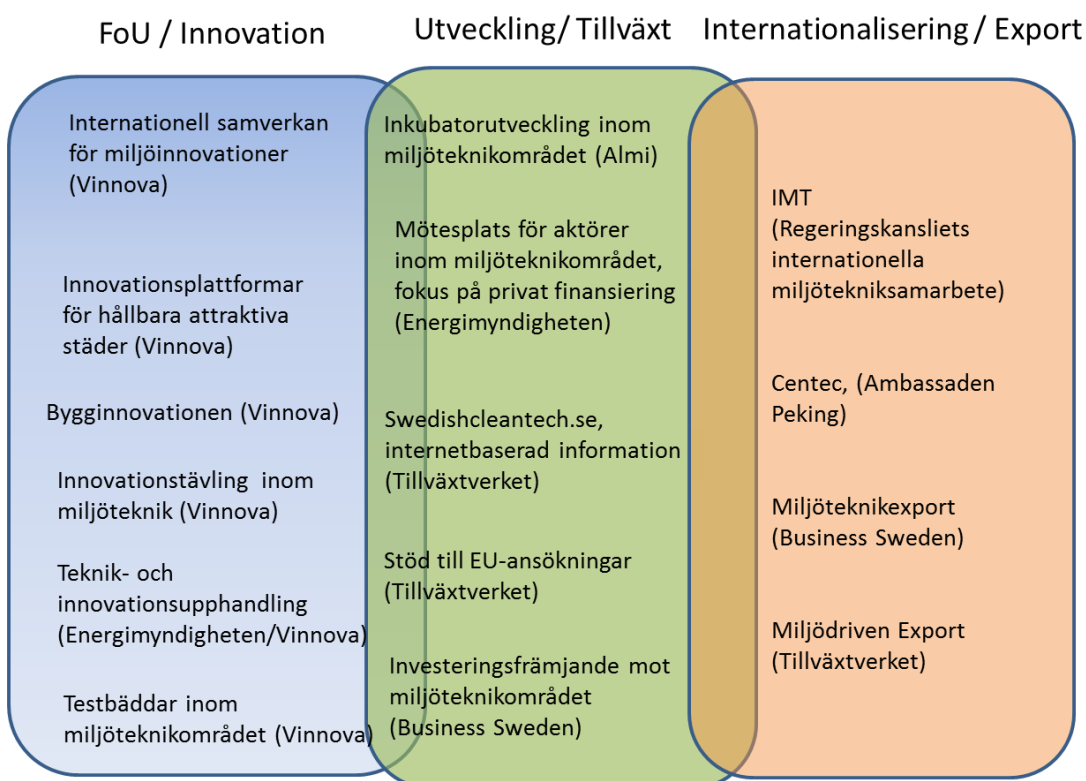 FoU / Innovation
Utveckling/ Tillväxt
Internationalisering / Export
Internationell samverkan
för miljöinnovationer
(Vinnova)
Innovationsplattformar
för hållbara attraktiva
städer (Vinnova)
Bygginnovationen (Vinnova)
Innovationstävling inom
miljöteknik (Vinnova)
Teknik- och
innovationsupphandling
(Energimyndigheten/Vinnova)
Testbäddar inom
miljöteknikområdet (Vinnova)
Inkubatorutveckling inom
miljöteknikområdet (Almi)
Mötesplats för aktörer
inom miljöteknikområdet,
fokus på privat finansiering
(Energimyndigheten)
Swedishcleantech.se,
internetbaserad information
(Tillväxtverket)
Stöd till EU-ansökningar
(Tillväxtverket)
Investeringsfrämjande mot
miljöteknikområdet
(Business Sweden)
IMT
(Regeringskansliets
internationella
miljötekniksamarbete)
Centec, (Ambassaden
Peking)
Miljöteknikexport
(Business Sweden)
Miljödriven Export
(Tillväxtverket)